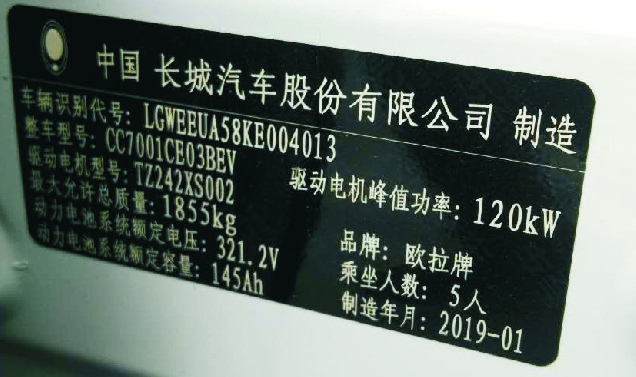 中国 长城汽车股份有限公司 制造
车辆识别代号: LGWEEUA58KE004013
整车型号: CC7001CE03BEV
驱动电机型号: TZ242XS002 驱动电机峰值功率: 120kW
最大允许总质量: 1855kg
动力电池系统额定电压: 321.2V 品牌: 欧拉牌
动力电池系统额定容量: 145Ah 乘坐人数: 5人
制造年月: 2019-01